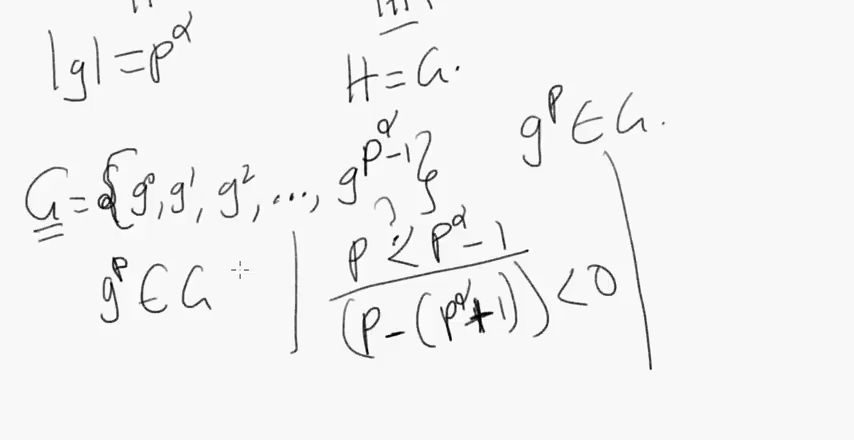 |g| = p^α
H = G.
g^p ∈ G.
G = {g^0, g^1, g^2, ..., g^{p^α-1}}
g^p ∈ G
p < p^α - 1
(p - (p^α + 1)) < 0